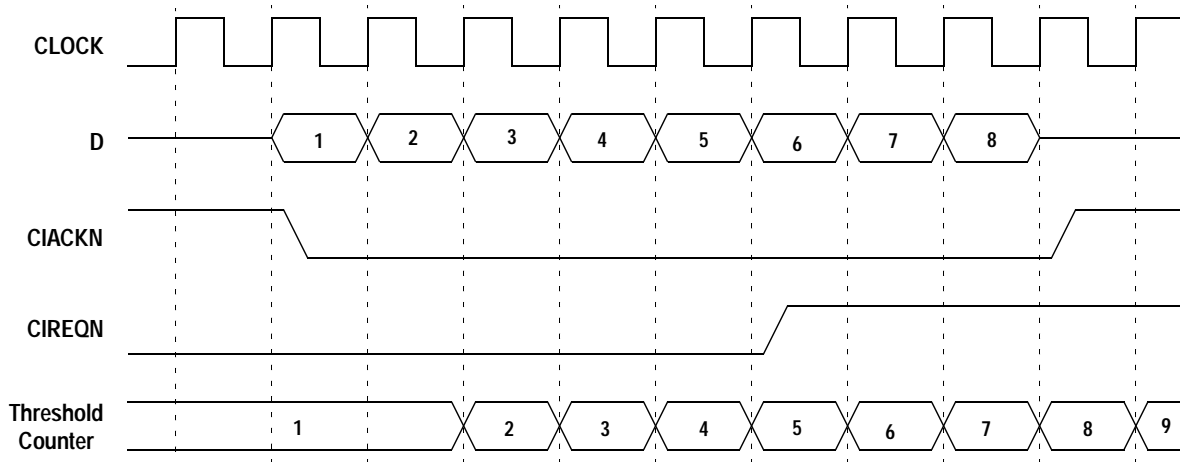 CLOCK
D
1 2 3 4 5 6 7 8
CIACKN
CIREQN
Threshold
Counter
1 2 3 4 5 6 7 8 9